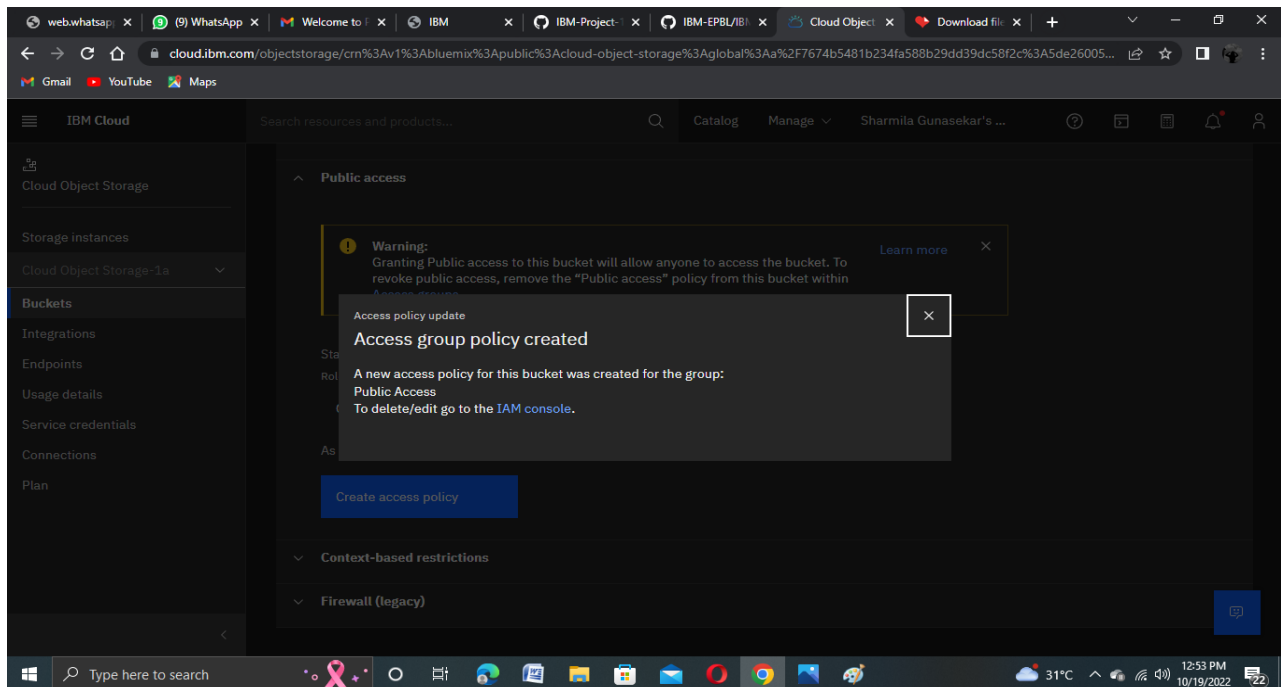 web.whatsap
(9) WhatsApp
Welcome to F
IBM
IBM-Project-1
IBM-EPBL/IBM
Cloud Object
Download file
cloud.ibm.com/objectstorage/crn%3Av1%3Abluemix%3Apublic%3Acloud-object-storage%3Aglobal%3Aa%2F7674b5481b234fa588b29dd39dc58f2c%3A5de26005...
Gmail
YouTube
Maps
IBM Cloud
Search resources and products...
Catalog
Manage
Sharmila Gunasekar's ...
Cloud Object Storage
Storage instances
Cloud Object Storage-1a
Buckets
Integrations
Endpoints
Usage details
Service credentials
Connections
Plan
Public access
Warning:
Learn more
Granting Public access to this bucket will allow anyone to access the bucket. To
revoke public access, remove the “Public access” policy from this bucket within
Access groups
Access policy update
Access group policy created
A new access policy for this bucket was created for the group:
Public Access
To delete/edit go to the IAM console.
Sta
Rol
As
Create access policy
Context-based restrictions
Firewall (legacy)
Type here to search
31°C
12:53 PM
10/19/2022
22